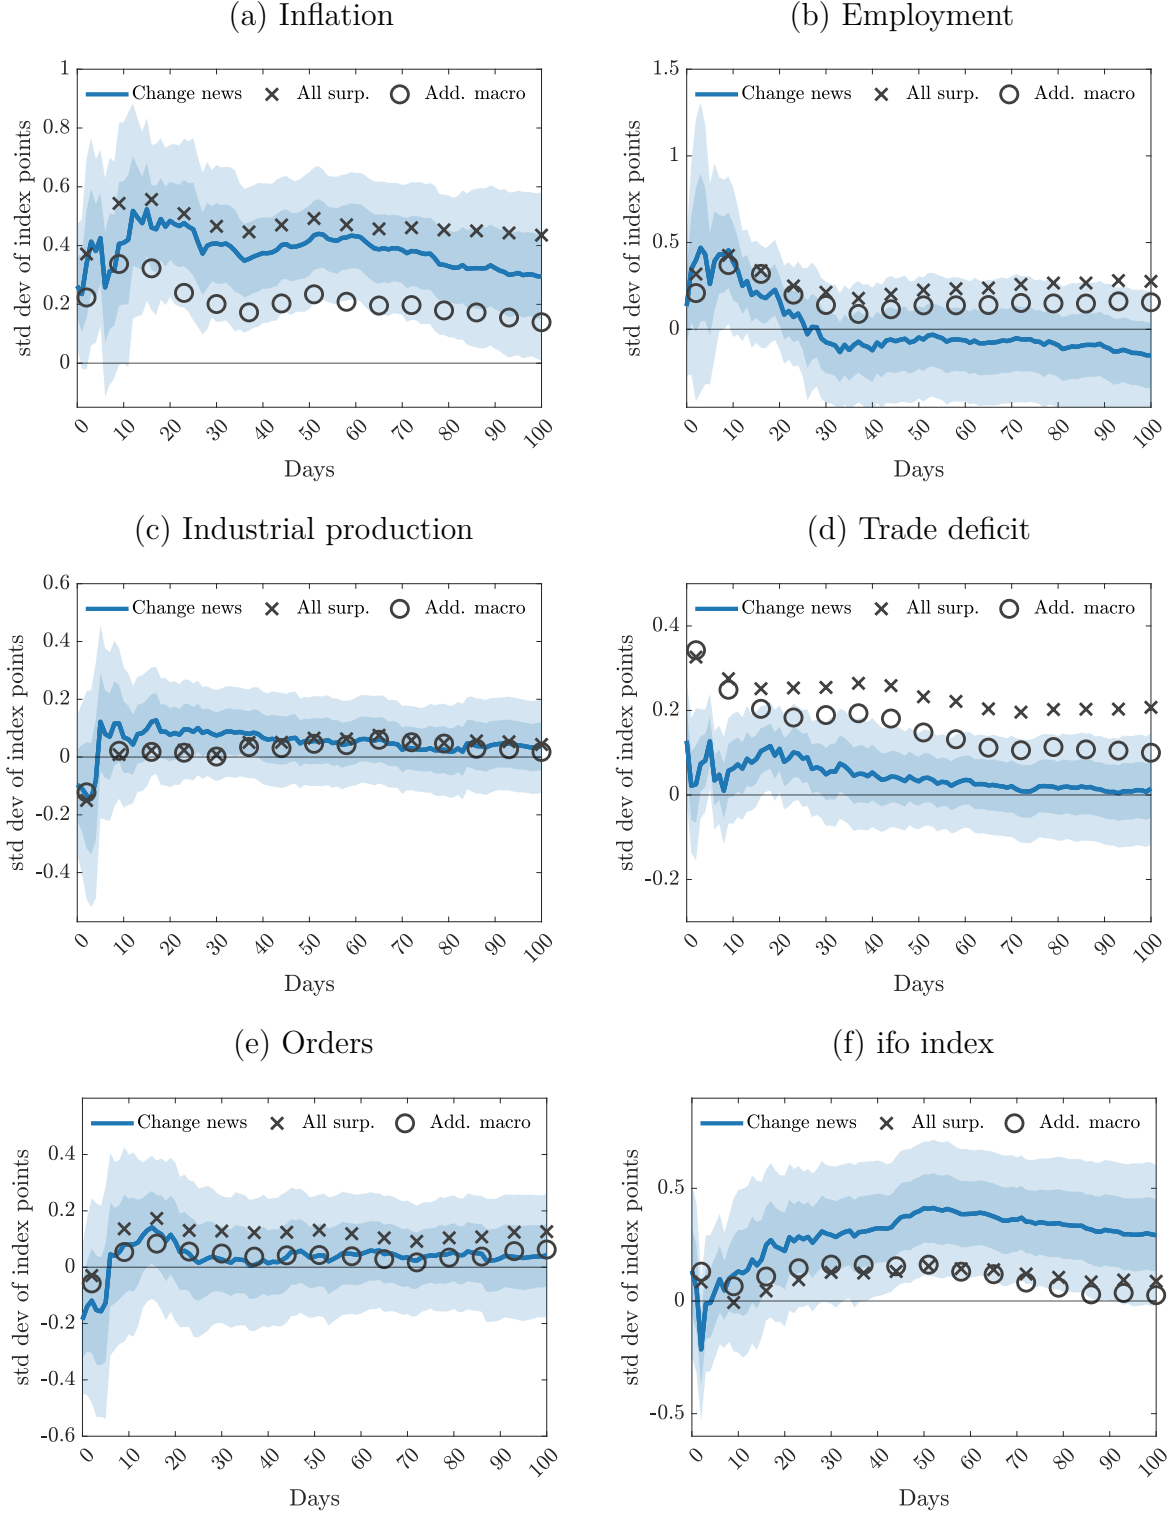 (a) Inflation
std dev of index points
1
0.8
0.6
0.4
0.2
0
Change news
All surp.
Add. macro
0 10 20 30 40 50 60 70 80 90 100
Days
(b) Employment
std dev of index points
1.5
1
0.5
0
Change news
All surp.
Add. macro
0 10 20 30 40 50 60 70 80 90 100
Days
(c) Industrial production
std dev of index points
0.6
0.4
0.2
0
-0.2
-0.4
Change news
All surp.
Add. macro
0 10 20 30 40 50 60 70 80 90 100
Days
(d) Trade deficit
std dev of index points
0.4
0.2
0
-0.2
Change news
All surp.
Add. macro
0 10 20 30 40 50 60 70 80 90 100
Days
(e) Orders
std dev of index points
0.4
0.2
0
-0.2
-0.4
-0.6
Change news
All surp.
Add. macro
0 10 20 30 40 50 60 70 80 90 100
Days
(f) ifo index
std dev of index points
0.5
0
-0.5
Change news
All surp.
Add. macro
0 10 20 30 40 50 60 70 80 90 100
Days